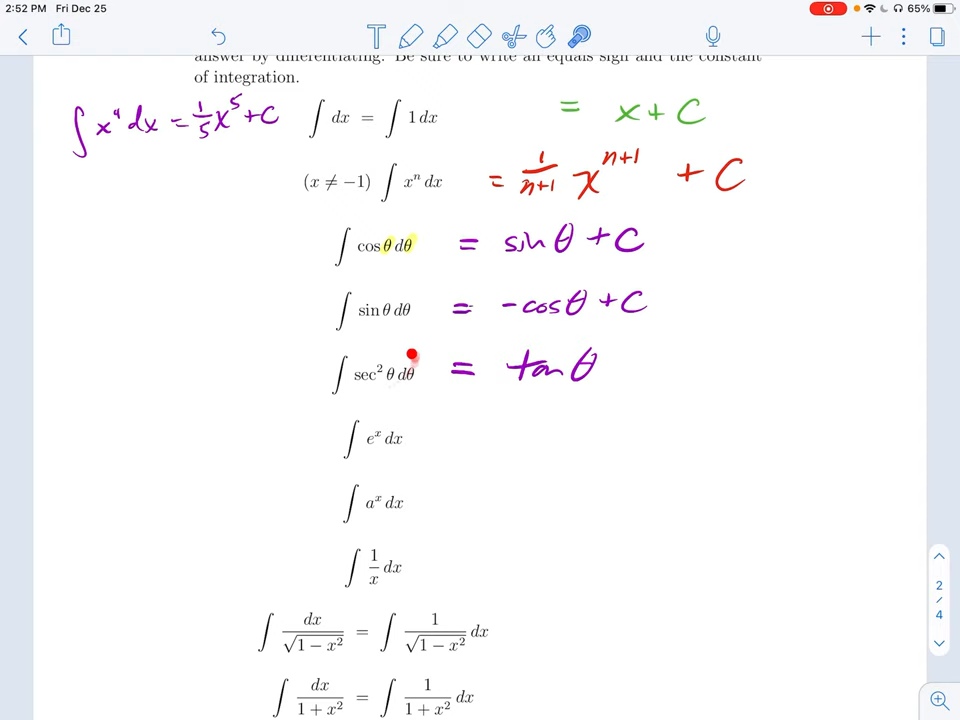 2:52 PM Fri Dec 25 65%
answer by differentiating. Be sure to write an equals sign and the constant
of integration.
∫ x⁴ dx = 1/5 x⁵ + C
∫ dx = ∫ 1 dx = x + C
(x ≠ −1) ∫ xⁿ dx = 1/(n+1) xⁿ⁺¹ + C
∫ cos θ dθ = sin θ + C
∫ sin θ dθ = -cos θ + C
∫ sec² θ dθ = tan θ
∫ eˣ dx
∫ aˣ dx
∫ 1/x dx
2
/
4
∫ dx/√(1 − x²) = ∫ 1/√(1 − x²) dx
∫ dx/(1 + x²) = ∫ 1/(1 + x²) dx